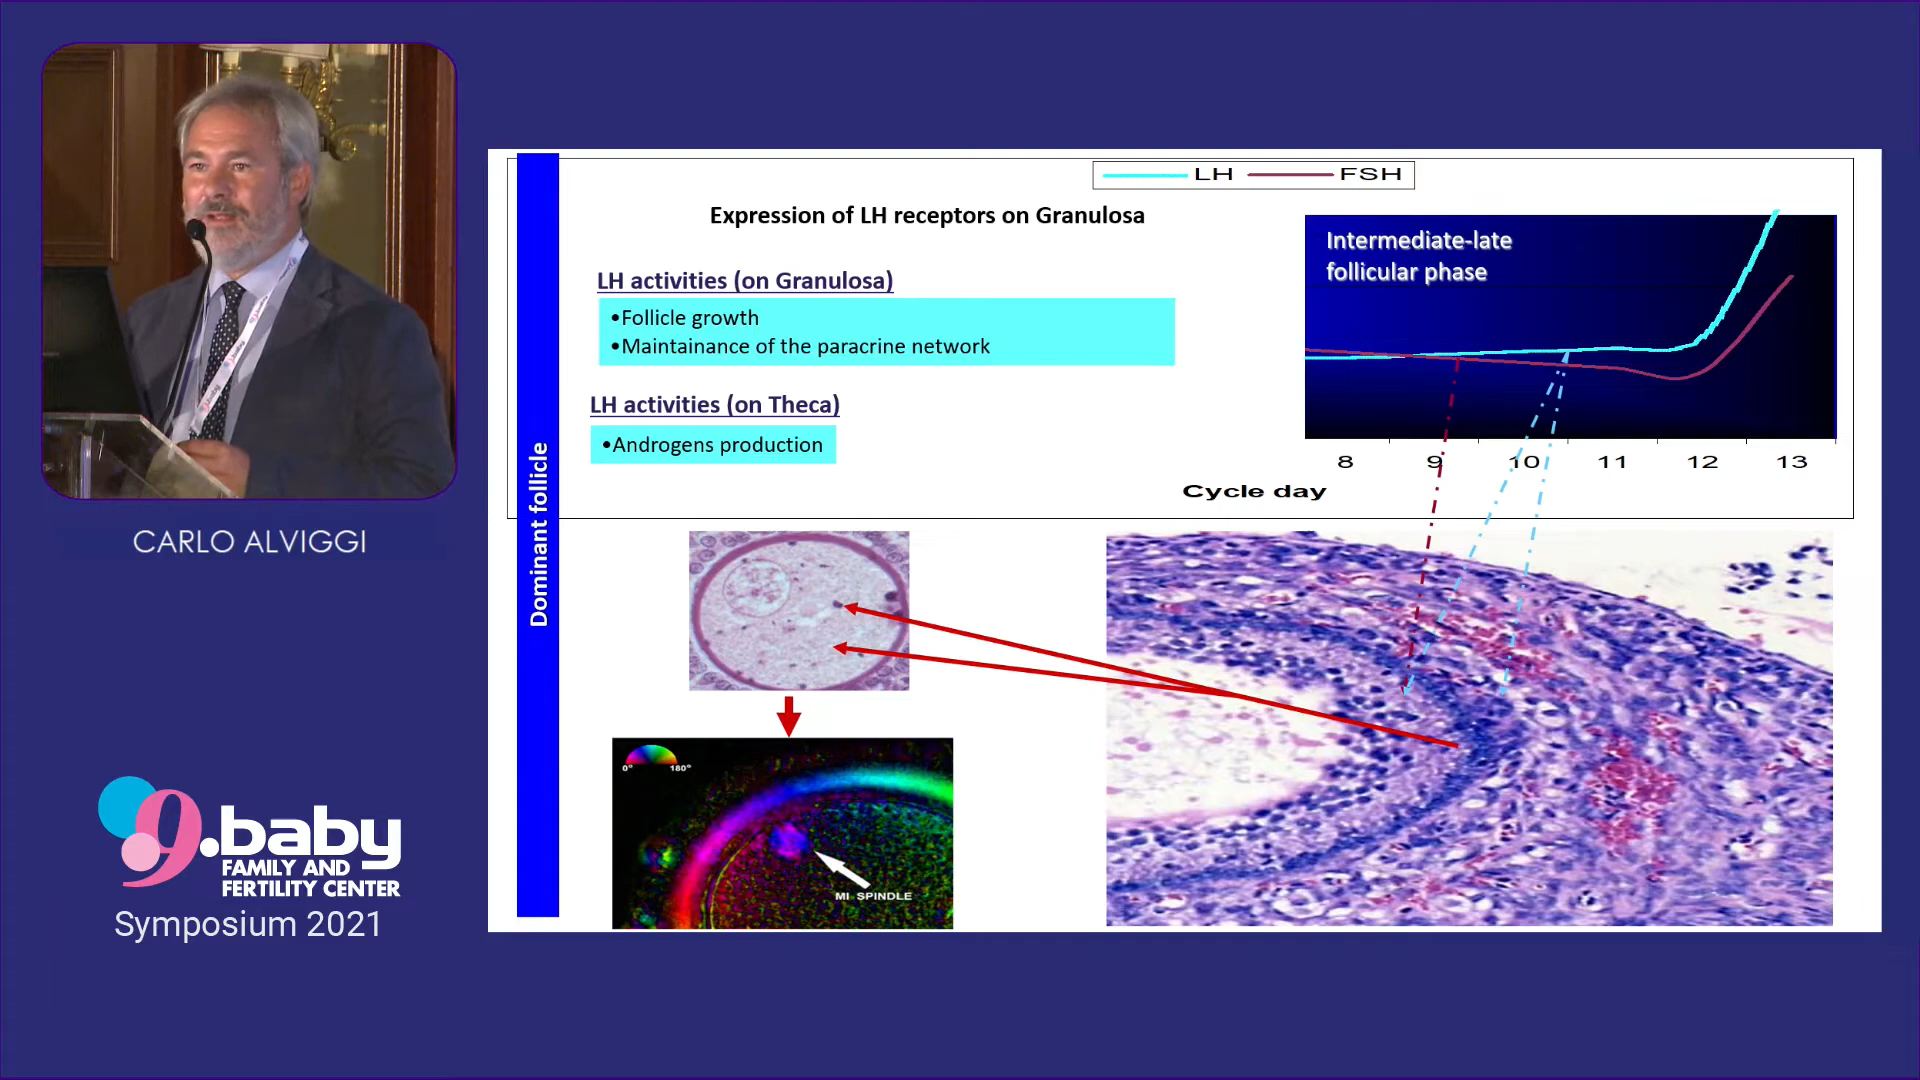 CARLO ALVIGGI
9.baby
FAMILY AND
FERTILITY CENTER
Symposium 2021
Dominant follicle
LH FSH
Expression of LH receptors on Granulosa
LH activities (on Granulosa)
•Follicle growth
•Maintainance of the paracrine network
LH activities (on Theca)
•Androgens production
Intermediate-late
follicular phase
8 9 10 11 12 13
Cycle day
0° 180°
MI SPINDLE